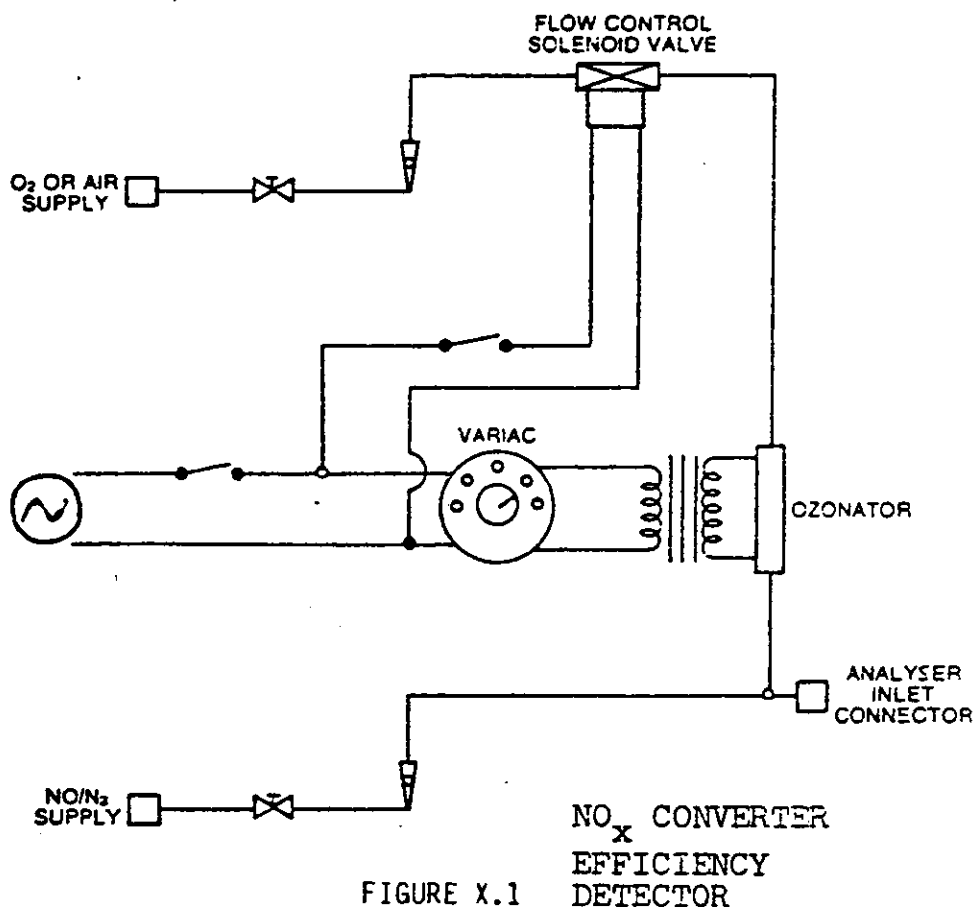 FLOW CONTROL
SOLENOID VALVE
O₂ OR AIR
SUPPLY
VARIAC
OZONATOR
ANALYSER
INLET
CONNECTOR
NO/N₂
SUPPLY
NOₓ CONVERTER
EFFICIENCY
FIGURE X.1 DETECTOR